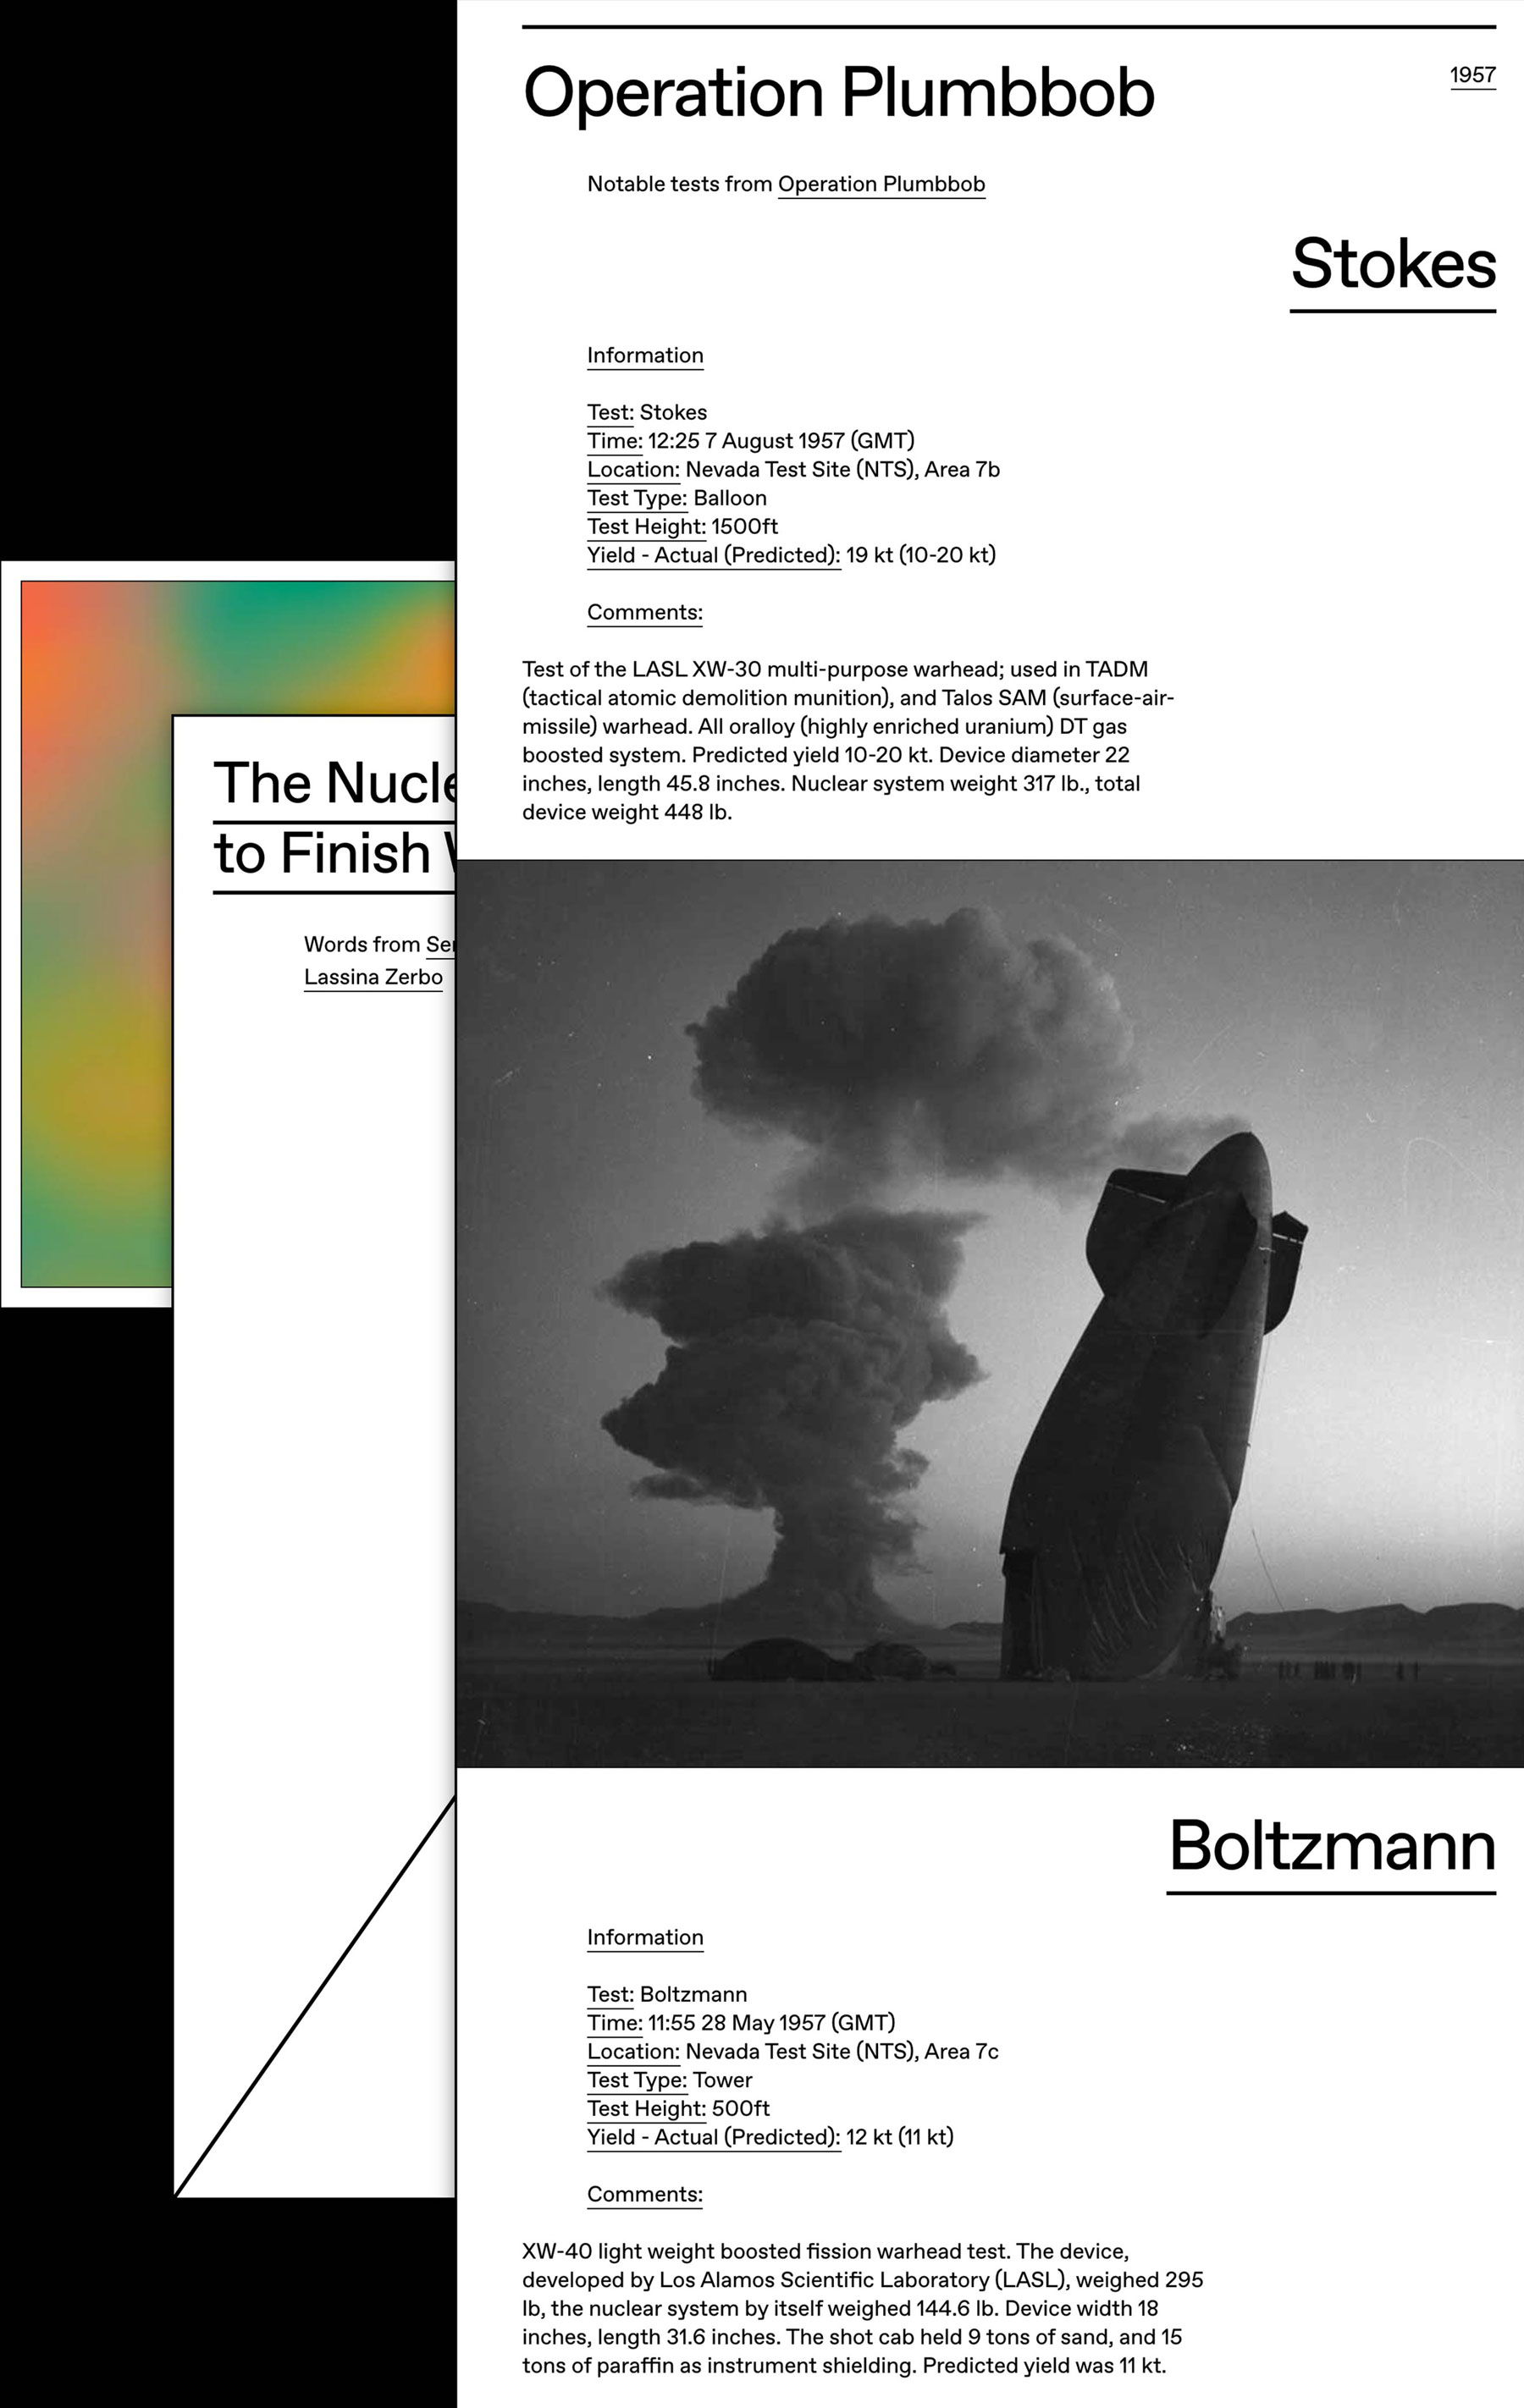 Operation Plumbbob
1957
Notable tests from Operation Plumbbob
Stokes
Information
Test: Stokes
Time: 12:25 7 August 1957 (GMT)
Location: Nevada Test Site (NTS), Area 7b
Test Type: Balloon
Test Height: 1500ft
Yield - Actual (Predicted): 19 kt (10-20 kt)
Comments:
Test of the LASL XW-30 multi-purpose warhead; used in TADM
(tactical atomic demolition munition), and Talos SAM (surface-air-
missile) warhead. All oralloy (highly enriched uranium) DT gas
boosted system. Predicted yield 10-20 kt. Device diameter 22
inches, length 45.8 inches. Nuclear system weight 317 lb., total
device weight 448 lb.
The
to Finish
Words from
Lassina Zerbo
Boltzmann
Information
Test: Boltzmann
Time: 11:55 28 May 1957 (GMT)
Location: Nevada Test Site (NTS), Area 7c
Test Type: Tower
Test Height: 500ft
Yield - Actual (Predicted): 12 kt (11 kt)
Comments:
XW-40 light weight boosted fission warhead test. The device,
developed by Los Alamos Scientific Laboratory (LASL), weighed 295
lb, the nuclear system by itself weighed 144.6 lb. Device width 18
inches, length 31.6 inches. The shot cab held 9 tons of sand, and 15
tons of paraffin as instrument shielding. Predicted yield was 11 kt.